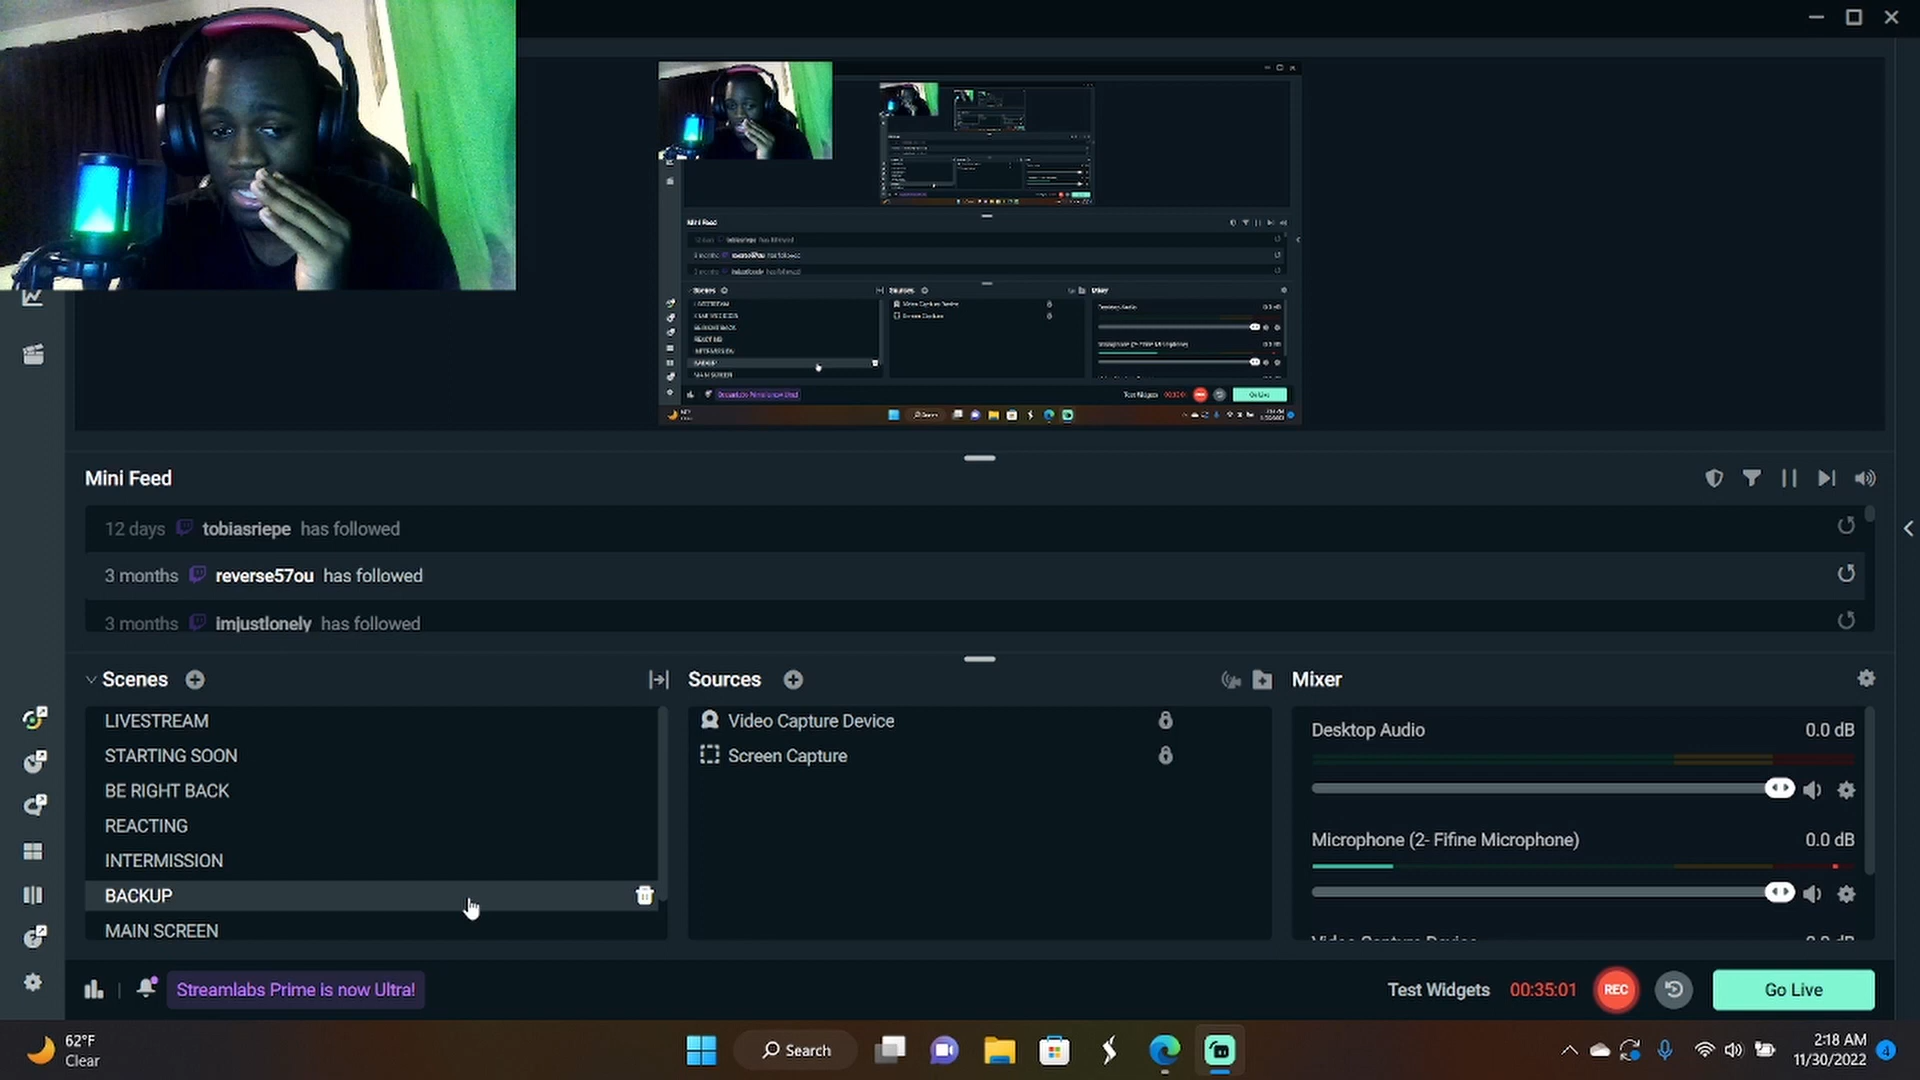 Mini Feed
12 days tobiasriepe has followed
3 months reverse57ou has followed
3 months imjustlonely has followed
Scenes
LIVESTREAM
STARTING SOON
BE RIGHT BACK
REACTING
INTERMISSION
BACKUP
MAIN SCREEN
Sources
Video Capture Device
Screen Capture
Mixer
Desktop Audio 0.0 dB
Microphone (2- Fifine Microphone) 0.0 dB
Streamlabs Prime is now Ultra!
Test Widgets 00:35:01 REC Go Live
62°F
Clear
Search
2:18 AM
11/30/2022
4